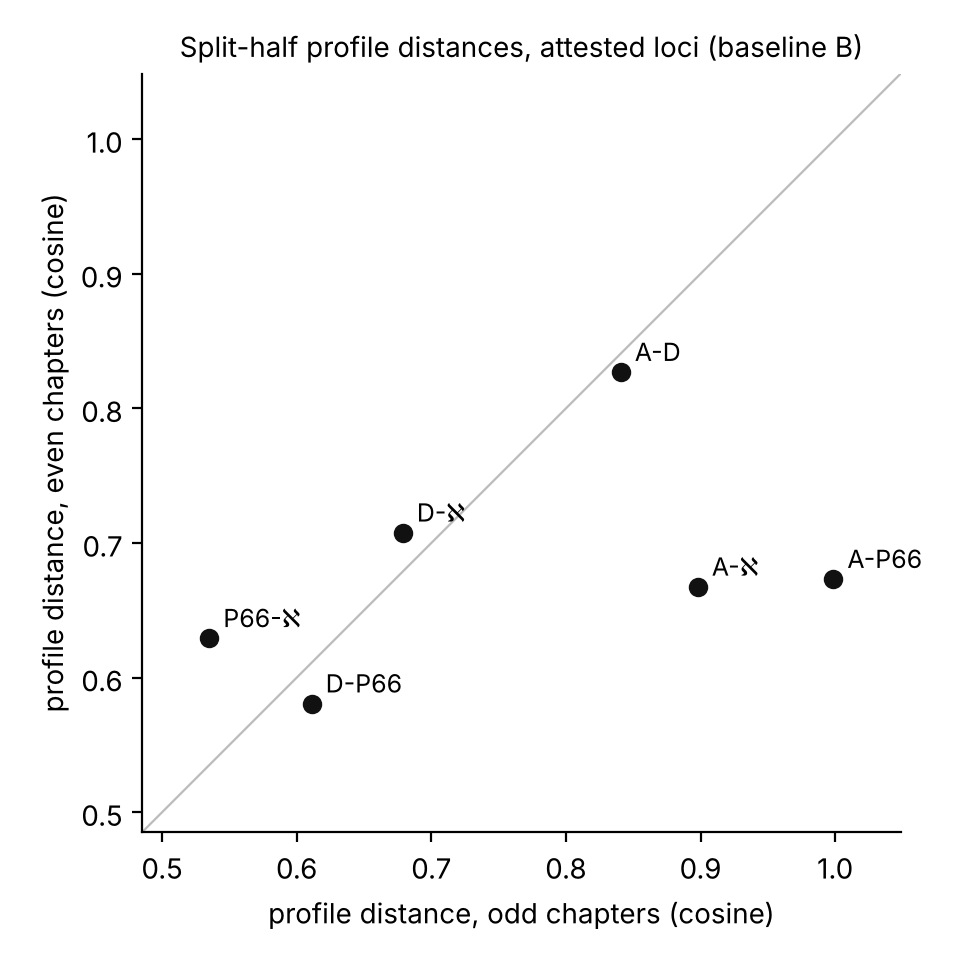 Split-half profile distances, attested loci (baseline B)
1.0
0.9
0.8
0.7
0.6
0.5
profile distance, even chapters (cosine)
A-D
D-ℵ
A-ℵ
A-P66
P66-ℵ
D-P66
0.5 0.6 0.7 0.8 0.9 1.0
profile distance, odd chapters (cosine)